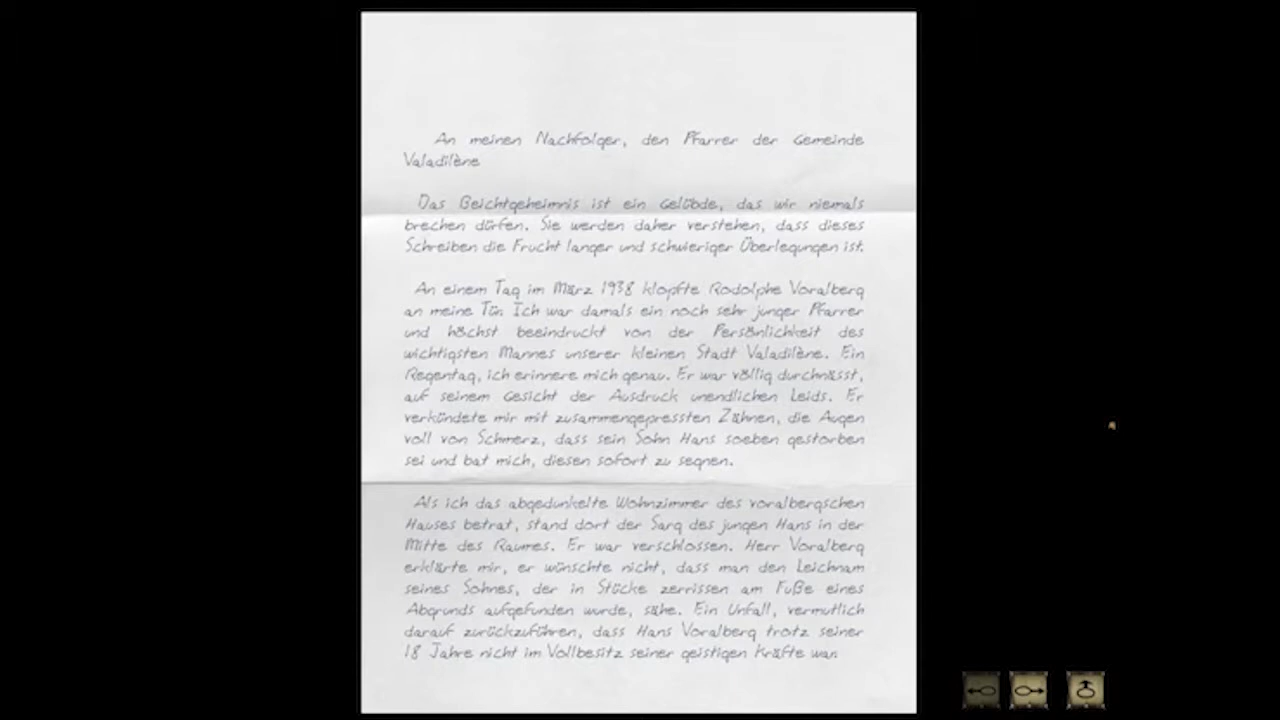 An meinen Nachfolger, den Pfarrer der Gemeinde
Valadilène
Das Beichtgeheimnis ist ein Gelübde, das wir niemals
brechen dürfen. Sie werden daher verstehen, dass dieses
Schreiben die Frucht langer und schwieriger Überlegungen ist.
An einem Tag im März 1938 klopfte Rodolphe Voralberg
an meine Tür. Ich war damals ein noch sehr junger Pfarrer
und höchst beeindruckt von der Persönlichkeit des
wichtigsten Mannes unserer kleinen Stadt Valadilène. Ein
Regentag, ich erinnere mich genau. Er war völlig durchnässt,
auf seinem Gesicht der Ausdruck unendlichen Leids. Er
verkündete mir mit zusammengepressten Zähnen, die Augen
voll von Schmerz, dass sein Sohn Hans soeben gestorben
sei und bat mich, diesen sofort zu segnen.
Als ich das abgedunkelte Wohnzimmer des voralbergschen
Hauses betrat, stand dort der Sarg des jungen Hans in der
Mitte des Raumes. Er war verschlossen. Herr Voralberg
erklärte mir, er wünschte nicht, dass man den Leichnam
seines Sohnes, der in Stücke zerrissen am Fuße eines
Abgrunds aufgefunden wurde, sähe. Ein Unfall, vermutlich
darauf zurückzuführen, dass Hans Voralberg trotz seiner
18 Jahre nicht im Vollbesitz seiner geistigen Kräfte war.